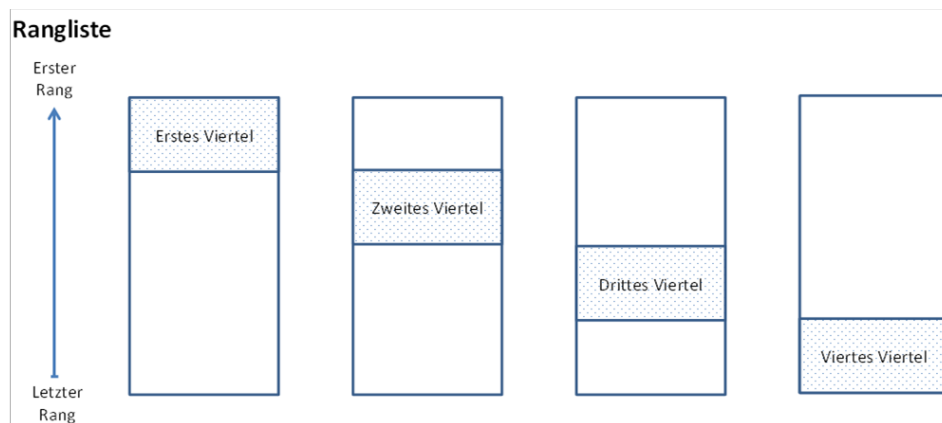 Rangliste
Erster
Rang
Erstes Viertel
Zweites Viertel
Drittes Viertel
Viertes Viertel
Letzter
Rang